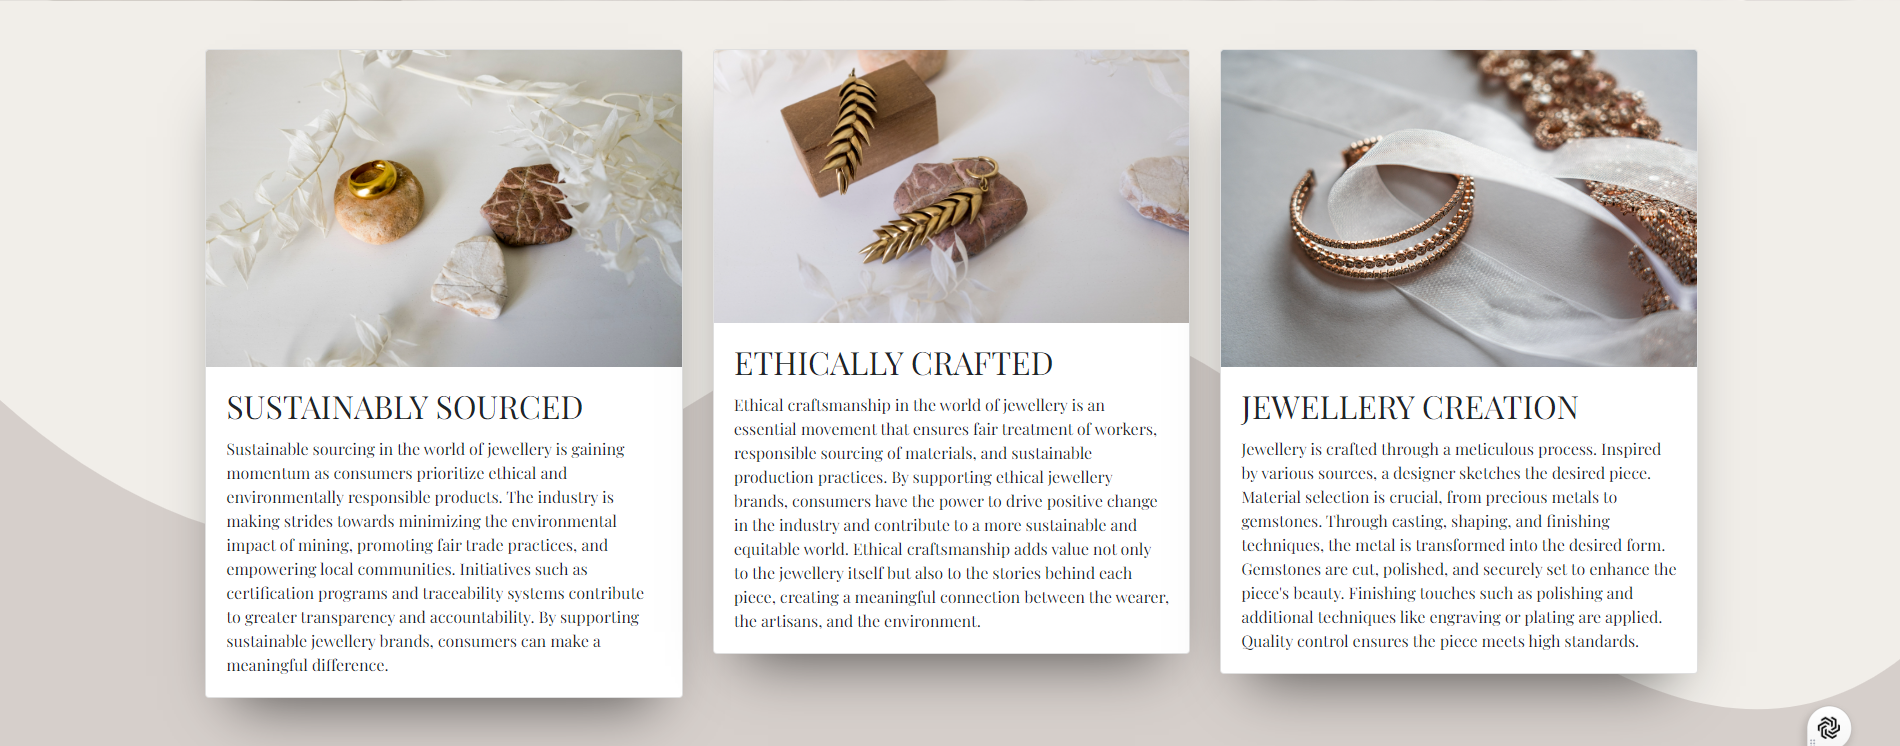 SUSTAINABLY SOURCED
Sustainable sourcing in the world of jewellery is gaining
momentum as consumers prioritize ethical and
environmentally responsible products. The industry is
making strides towards minimizing the environmental
impact of mining, promoting fair trade practices, and
empowering local communities. Initiatives such as
certification programs and traceability systems contribute
to greater transparency and accountability. By supporting
sustainable jewellery brands, consumers can make a
meaningful difference.
ETHICALLY CRAFTED
Ethical craftsmanship in the world of jewellery is an
essential movement that ensures fair treatment of workers,
responsible sourcing of materials, and sustainable
production practices. By supporting ethical jewellery
brands, consumers have the power to drive positive change
in the industry and contribute to a more sustainable and
equitable world. Ethical craftsmanship adds value not only
to the jewellery itself but also to the stories behind each
piece, creating a meaningful connection between the wearer,
the artisans, and the environment.
JEWELLERY CREATION
Jewellery is crafted through a meticulous process. Inspired
by various sources, a designer sketches the desired piece.
Material selection is crucial, from precious metals to
gemstones. Through casting, shaping, and finishing
techniques, the metal is transformed into the desired form.
Gemstones are cut, polished, and securely set to enhance the
piece's beauty. Finishing touches such as polishing and
additional techniques like engraving or plating are applied.
Quality control ensures the piece meets high standards.